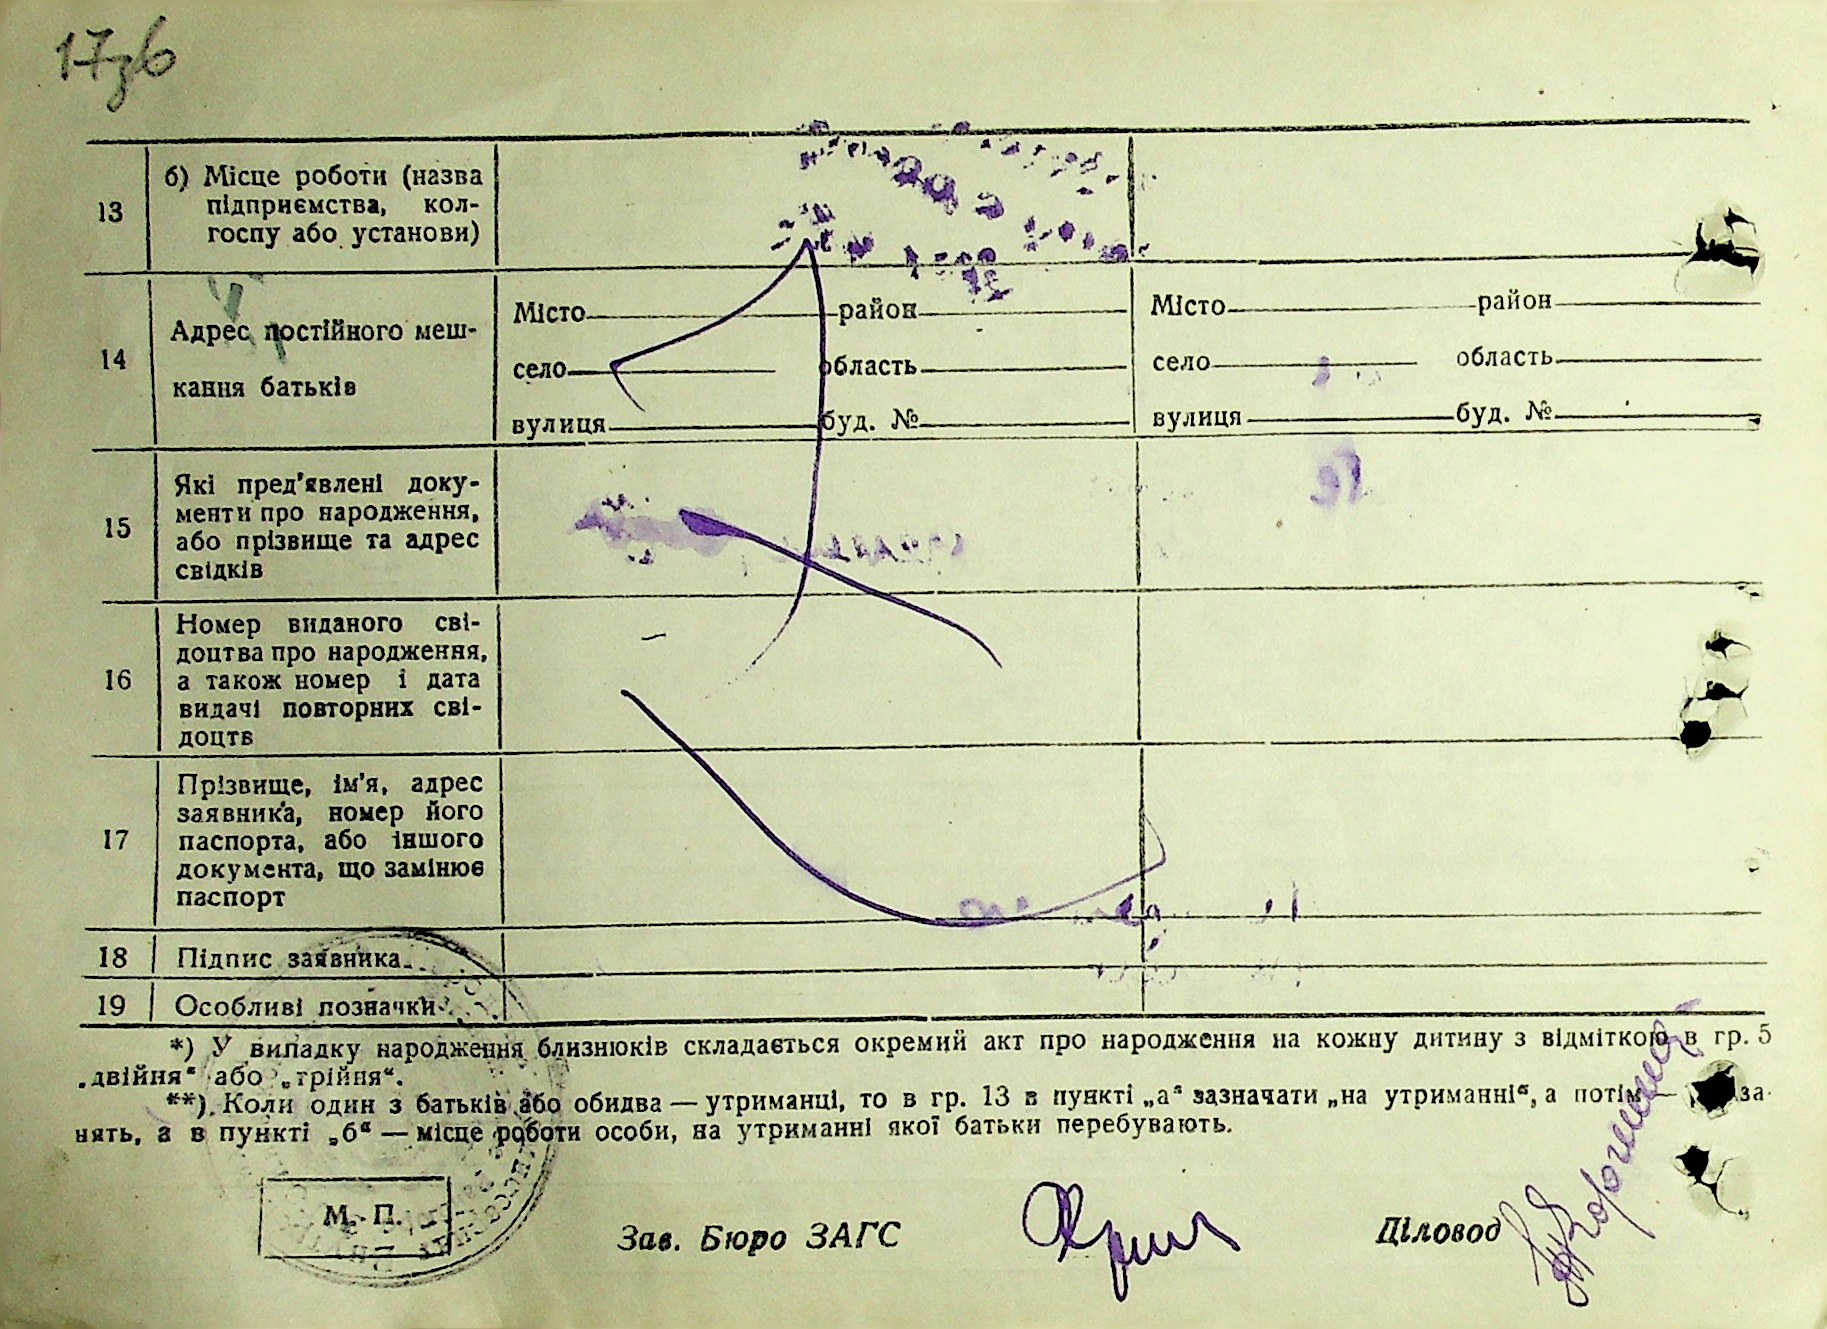 17зб
13
б) Місце роботи (назва
підприємства, кол-
госпу або установи)
14
Адрес постійного меш-
кання батьків
Місто район
село область
вулиця буд. №
Місто район
село область
вулиця буд. №
15
Які пред'явлені доку-
менти про народження,
або прізвище та адрес
свідків
16
Номер виданого сві-
доцтва про народження,
а також номер і дата
видачі повторних сві-
доцтв
17
Прізвище, ім'я, адрес
заявника, номер його
паспорта, або іншого
документа, що замінює
паспорт
18 Підпис заявника
19 Особливі позначки
*) У випадку народження близнюків складається окремий акт про народження на кожну дитину з відміткою в гр. 5
„двійня“ або „трійня“.
**) Коли один з батьків або обидва — утриманці, то в гр. 13 в пункті „а“ зазначати „на утриманні“, а потім —
нять, а в пункті „б“ — місце роботи особи, на утриманні якої батьки перебувають.
М. П.
Зав. Бюро ЗАГС
Діловод